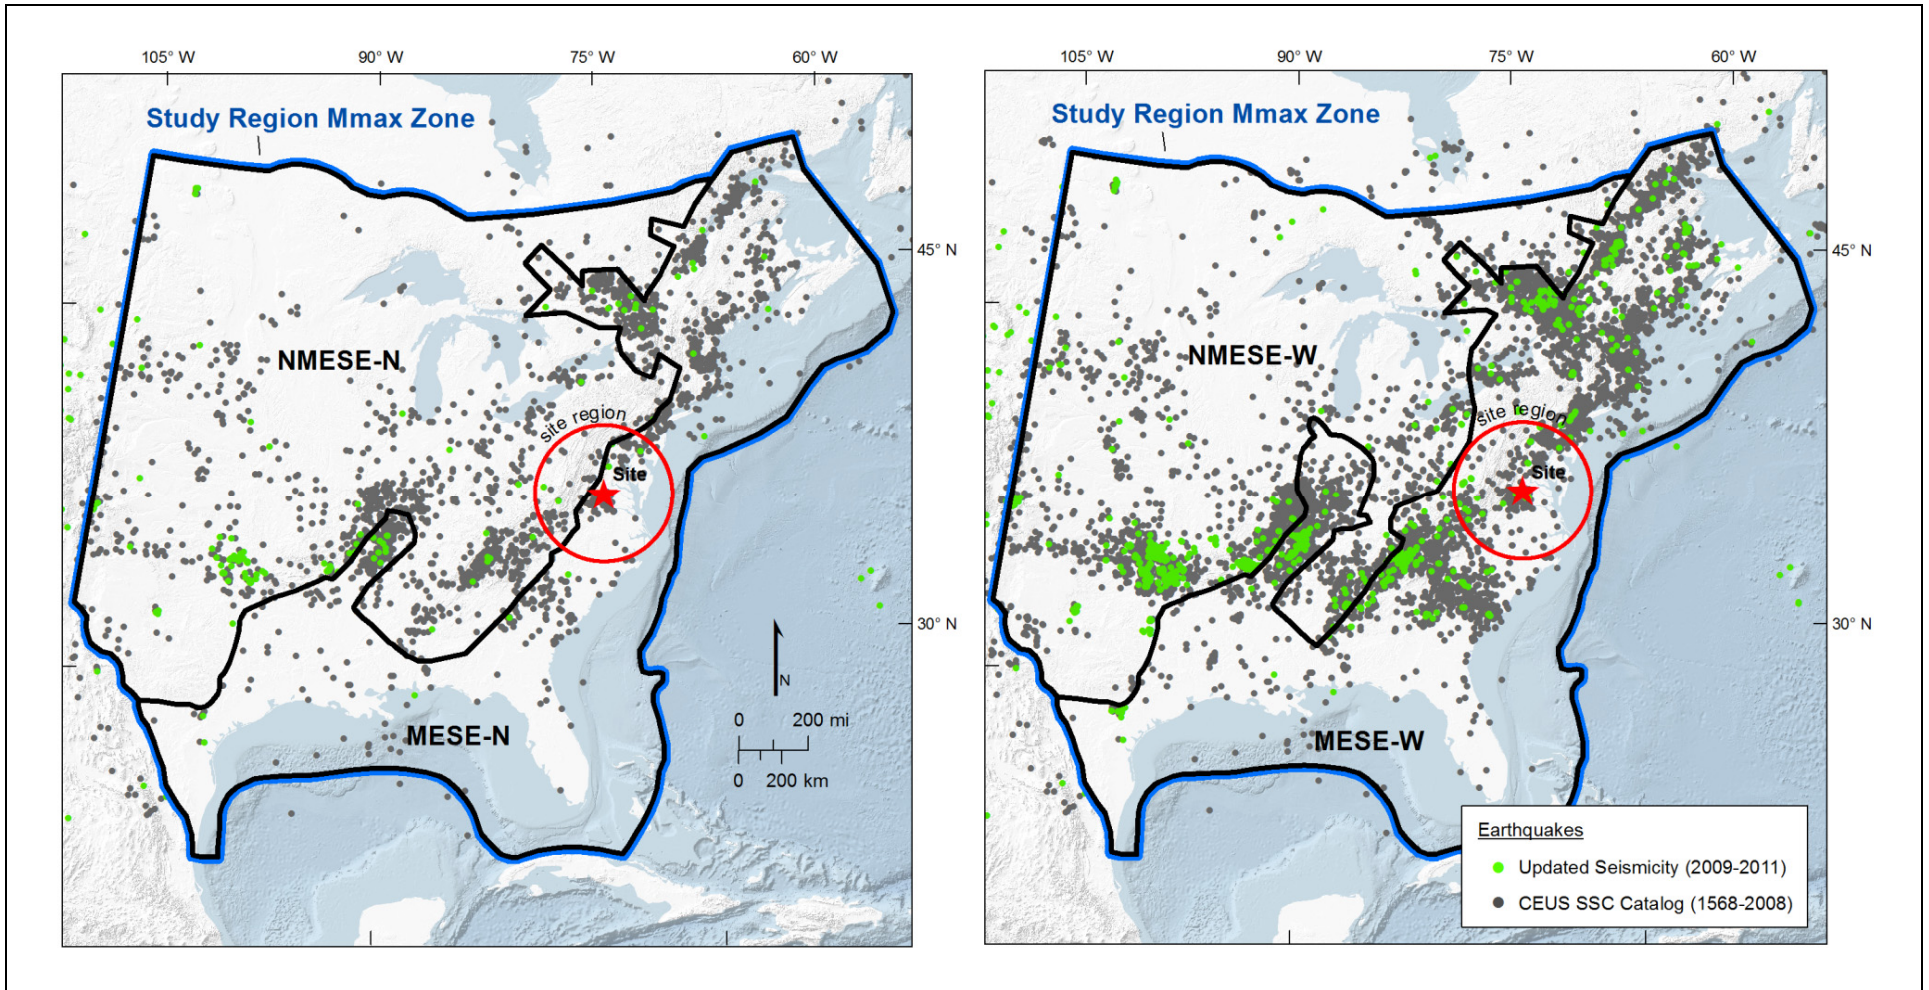 105° W 90° W 75° W 60° W
Study Region Mmax Zone
45° N
NMESE-N
site region
Site
30° N
N
0 200 mi
0 200 km
MESE-N
105° W 90° W 75° W 60° W
Study Region Mmax Zone
45° N
NMESE-W
site region
Site
30° N
MESE-W
Earthquakes
Updated Seismicity (2009-2011)
CEUS SSC Catalog (1568-2008)